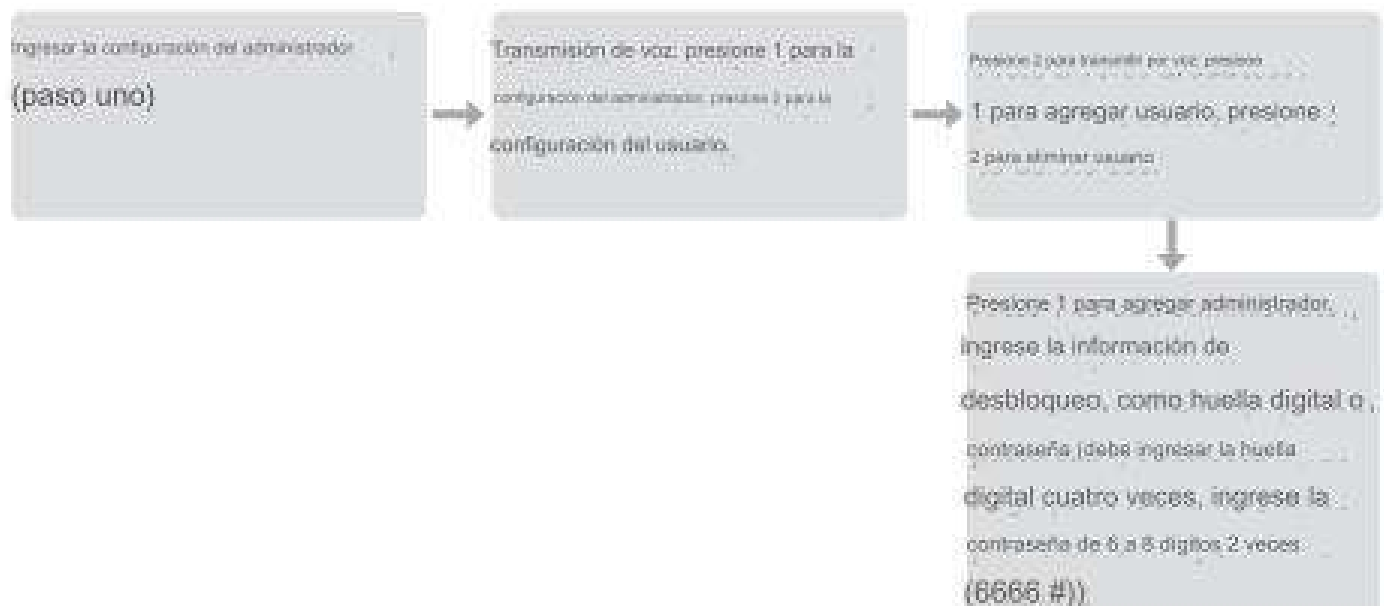 Ingresar la configuración del administrador
(paso uno)
Transmisión de voz: presione 1 para la
configuración del administrador, presione 2 para la
configuración del usuario.
Presione 2 para transmitir por voz, presione
1 para agregar usuario, presione
2 para eliminar usuario
Presione 1 para agregar administrador,
ingrese la información de
desbloqueo, como huella digital o
contraseña (debe ingresar la huella
digital cuatro veces, ingrese la
contraseña de 6 a 8 dígitos 2 veces
(6666 #))